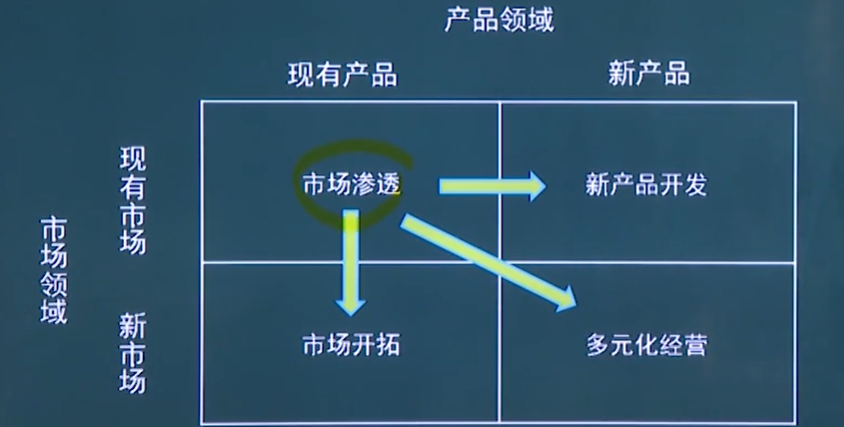 产品领域
现有产品
新产品
市场领域
现有市场
市场渗透
新产品开发
新市场
市场开拓
多元化经营